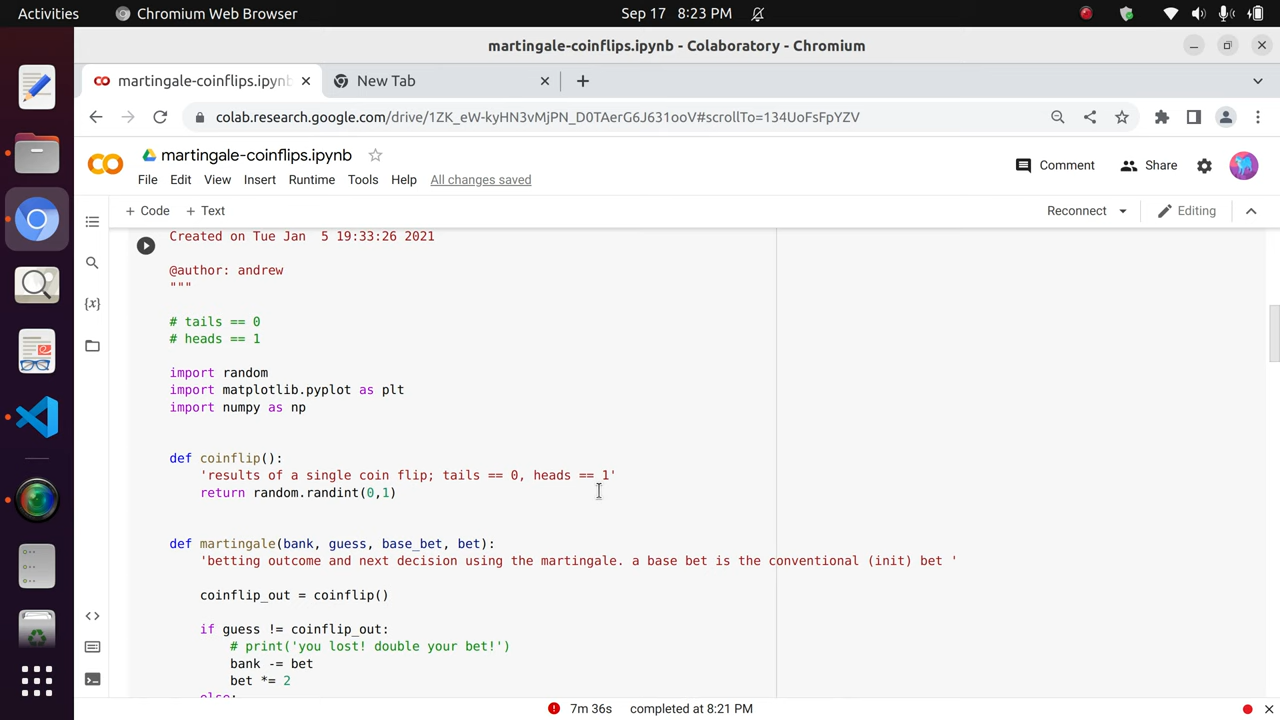 Activities
Chromium Web Browser
Sep 17 8:23 PM
martingale-coinflips.ipynb - Colaboratory - Chromium
martingale-coinflips.ipynb
New Tab
colab.research.google.com/drive/1ZK_eW-kyHN3vMjPN_D0TAerG6J631ooV#scrollTo=134UoFsFpYZV
martingale-coinflips.ipynb
Comment
Share
File Edit View Insert Runtime Tools Help All changes saved
+ Code + Text
Reconnect
Editing
Created on Tue Jan  5 19:33:26 2021
@author: andrew
"""
# tails == 0
# heads == 1
import random
import matplotlib.pyplot as plt
import numpy as np
def coinflip():
    'results of a single coin flip; tails == 0, heads == 1'
    return random.randint(0,1)
def martingale(bank, guess, base_bet, bet):
    'betting outcome and next decision using the martingale. a base bet is the conventional (init) bet '
    coinflip_out = coinflip()
    if guess != coinflip_out:
        # print('you lost! double your bet!')
        bank -= bet
        bet *= 2
    else:
7m 36s completed at 8:21 PM